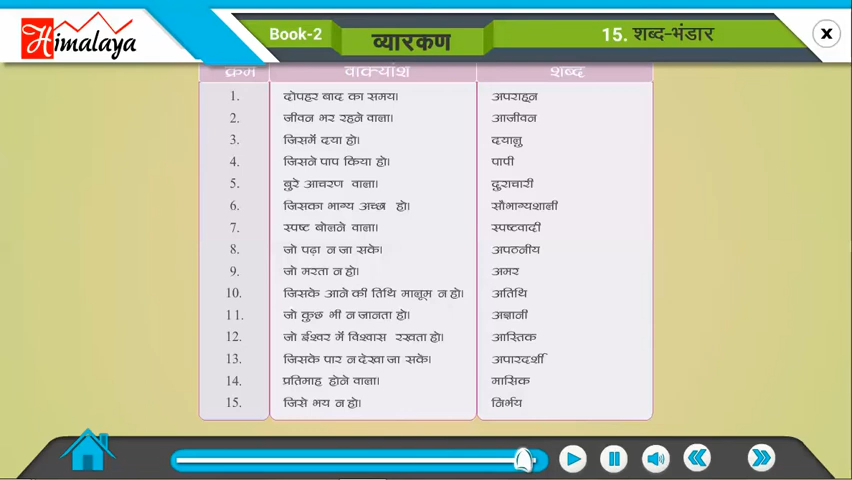 Himalaya
Book-2
व्यारकण
15. शब्द-भंडार
X
क्रम वाक्यांश शब्द
1. दोपहर बाद का समय। अपराह्न
2. जीवन भर रहने वाला। आजीवन
3. जिसमें दया हो। दयालु
4. जिसने पाप किया हो। पापी
5. बुरे आचरण वाला। दुराचारी
6. जिसका भाग्य अच्छा हो। सौभाग्यशाली
7. स्पष्ट बोलने वाला। स्पष्टवादी
8. जो पढ़ा न जा सके। अपठनीय
9. जो मरता न हो। अमर
10. जिसके आने की तिथि मालूम न हो। अतिथि
11. जो कुछ भी न जानता हो। अज्ञानी
12. जो ईश्वर में विश्वास रखता हो। आस्तिक
13. जिसके पार न देखा जा सके। अपारदर्शी
14. प्रतिमाह होने वाला। मासिक
15. जिसे भय न हो। निर्भय